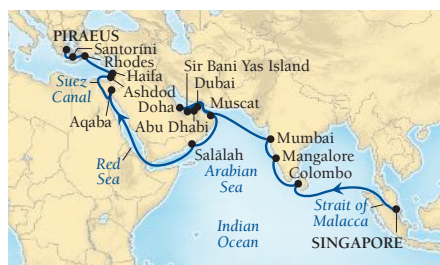 PIRAEUS
Santorini
Rhodes
Haifa
Suez
Canal
Ashdod
Sir Bani Yas Island
Dubai
Doha
Muscat
Aqaba
Abu Dhabi
Mumbai
Red
Sea
Salālah
Arabian
Sea
Mangalore
Colombo
Indian
Ocean
Strait of
Malacca
SINGAPORE